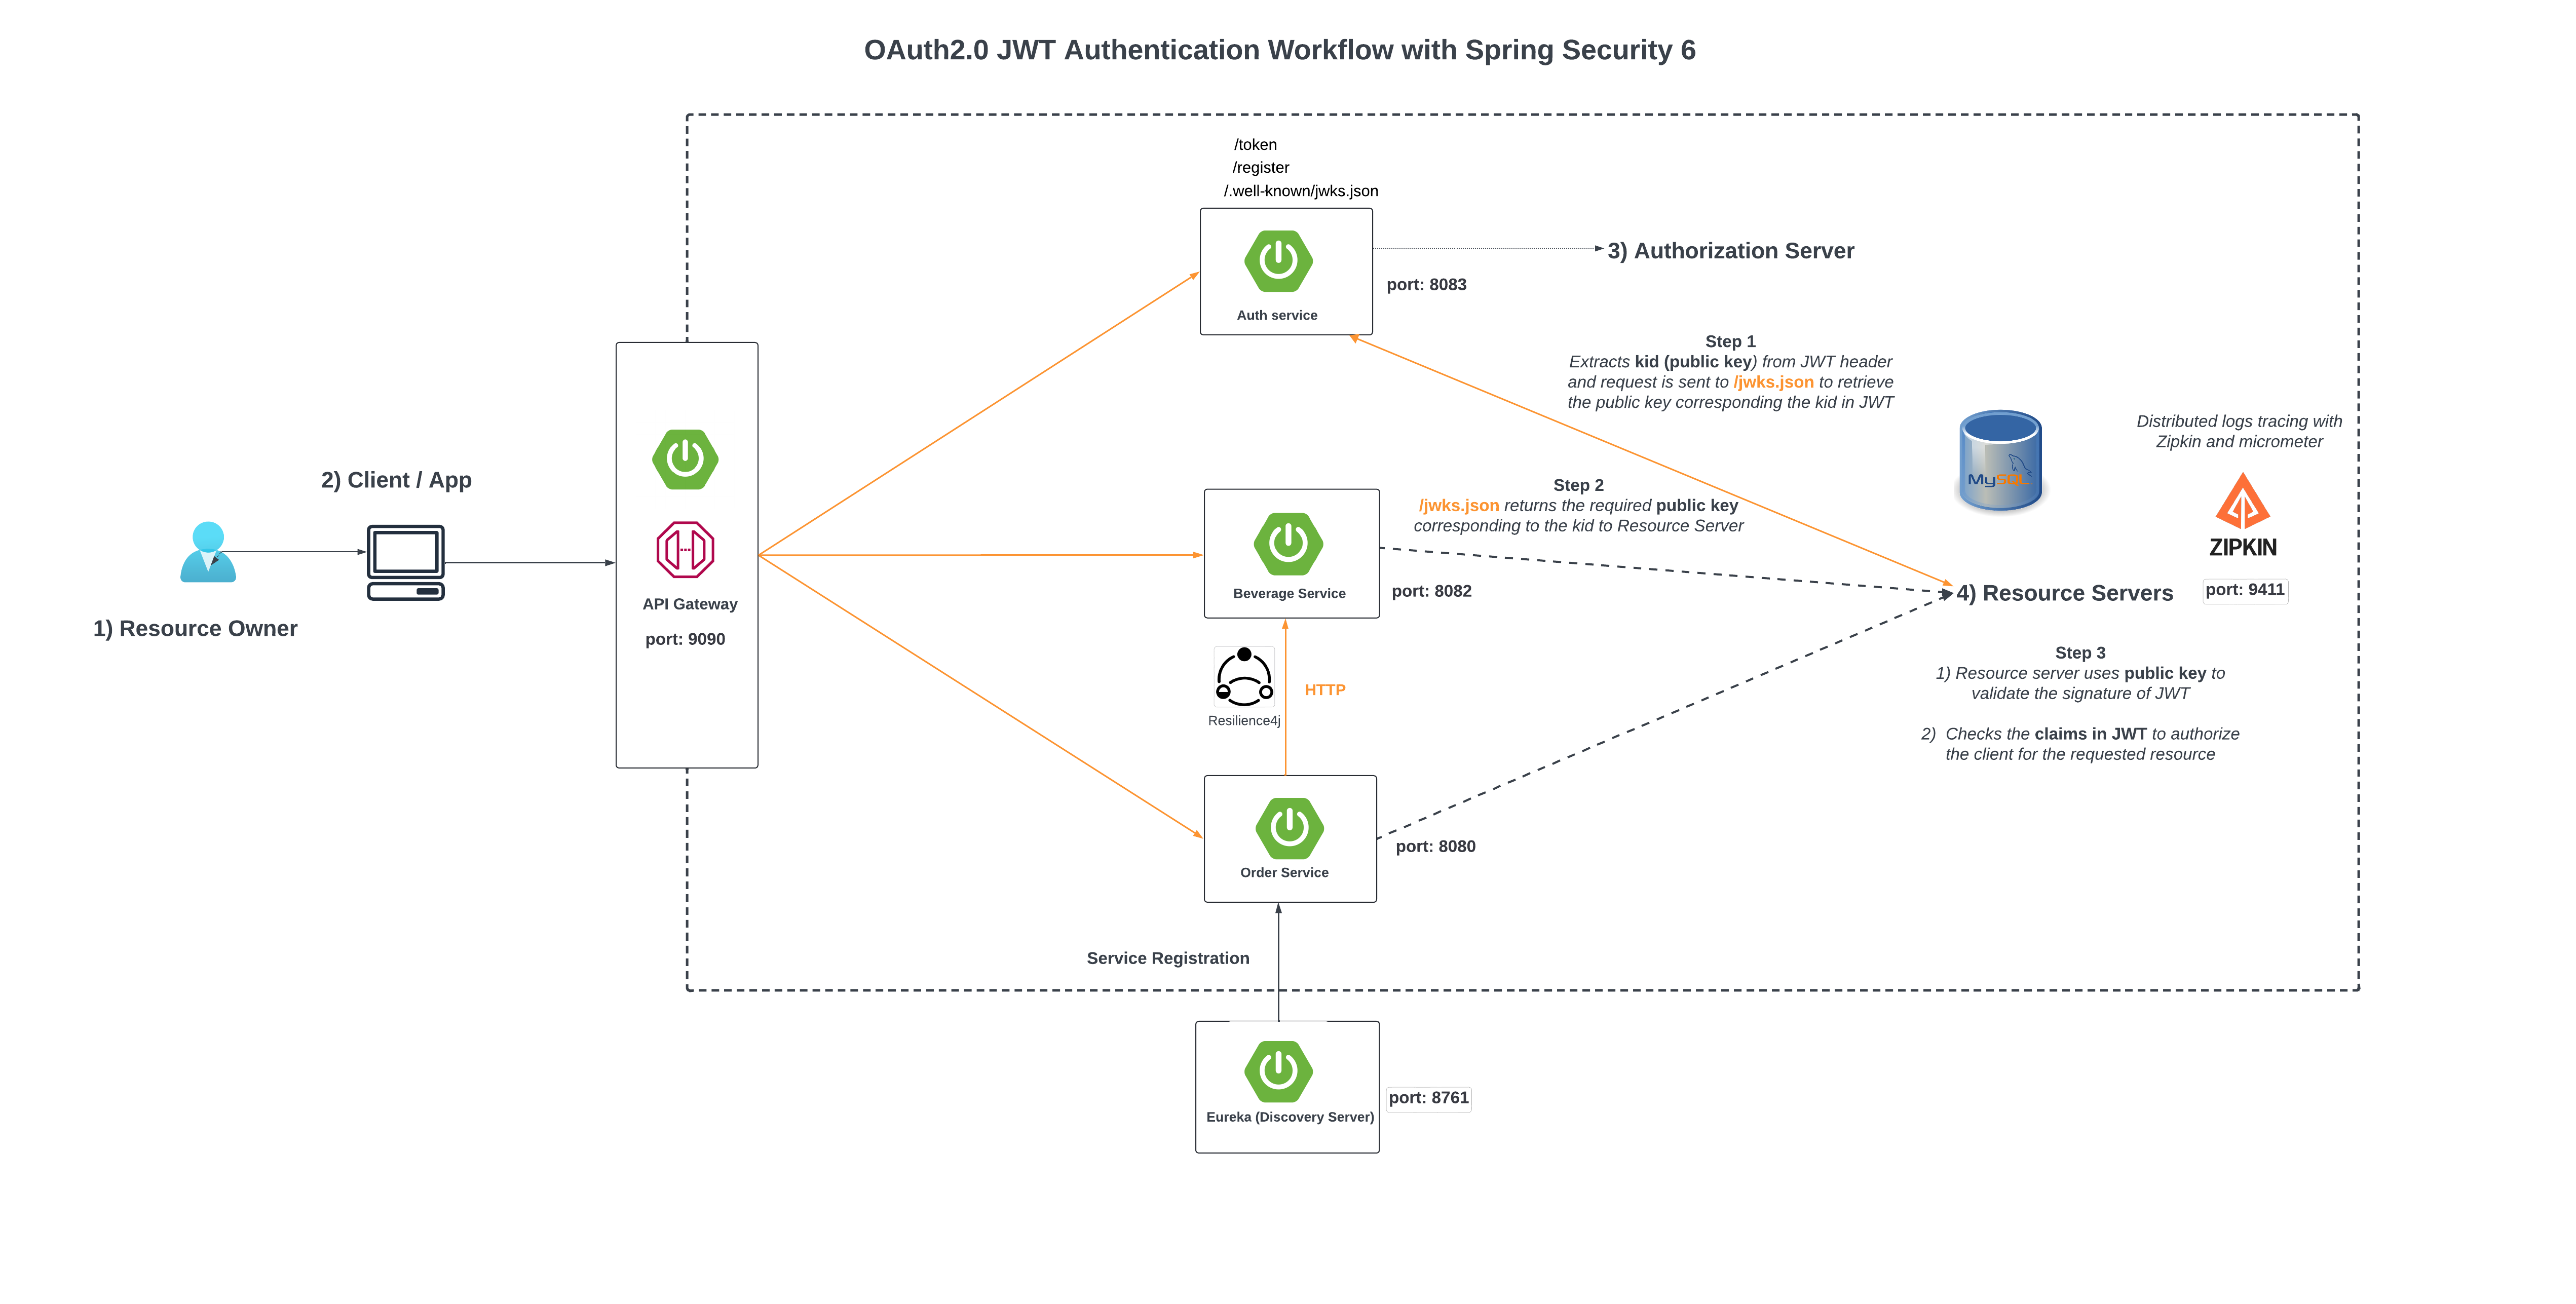 OAuth2.0 JWT Authentication Workflow with Spring Security 6
/token
/register
/.well-known/jwks.json
Auth service
port: 8083
3) Authorization Server
Step 1
Extracts kid (public key) from JWT header
and request is sent to /jwks.json to retrieve
the public key corresponding the kid in JWT
MySQL
Distributed logs tracing with
Zipkin and micrometer
ZIPKIN
port: 9411
2) Client / App
1) Resource Owner
API Gateway
port: 9090
Step 2
/jwks.json returns the required public key
corresponding to the kid to Resource Server
Beverage Service
port: 8082
4) Resource Servers
Step 3
1) Resource server uses public key to
validate the signature of JWT
2) Checks the claims in JWT to authorize
the client for the requested resource
HTTP
Resilience4j
Order Service
port: 8080
Service Registration
Eureka (Discovery Server)
port: 8761